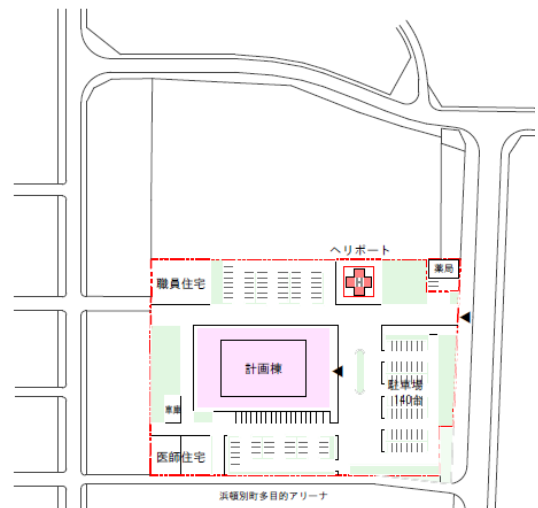 ヘリポート
薬局
職員住宅
H
計画棟
駐車場
140台
車庫
医師住宅
浜頓別町多目的アリーナ